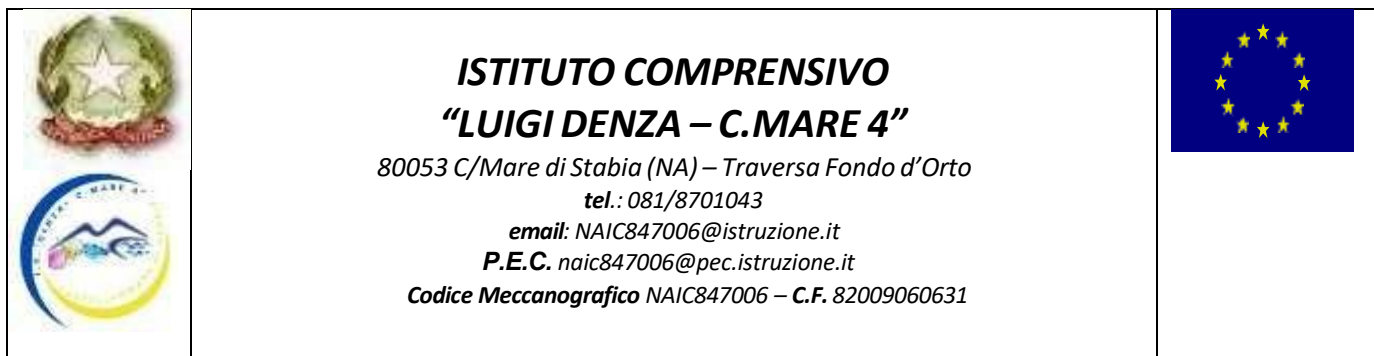 ISTITUTO COMPRENSIVO
“LUIGI DENZA – C.MARE 4”
80053 C/Mare di Stabia (NA) – Traversa Fondo d’Orto
tel.: 081/8701043
email: NAIC847006@istruzione.it
P.E.C. naic847006@pec.istruzione.it
Codice Meccanografico NAIC847006 – C.F. 82009060631